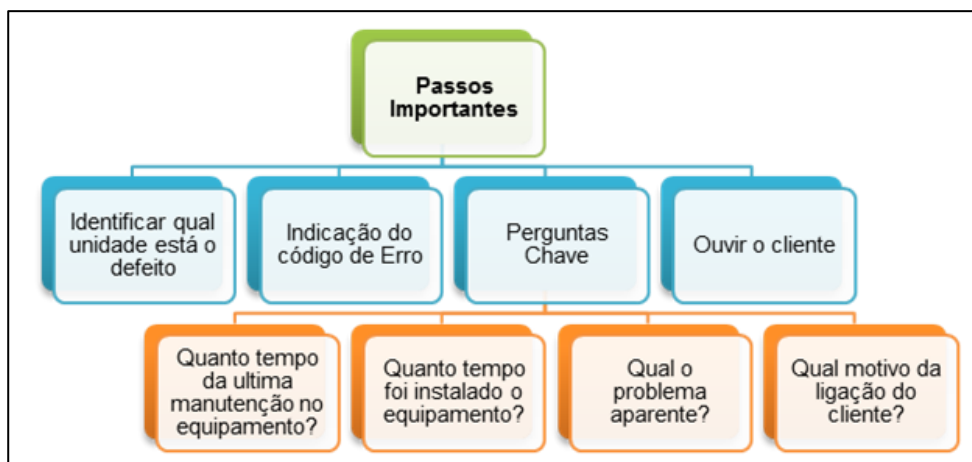 Passos
Importantes
Identificar qual
unidade está o
defeito
Indicação do
código de Erro
Perguntas
Chave
Ouvir o cliente
Quanto tempo
da ultima
manutenção no
equipamento?
Quanto tempo
foi instalado o
equipamento?
Qual o
problema
aparente?
Qual motivo da
ligação do
cliente?